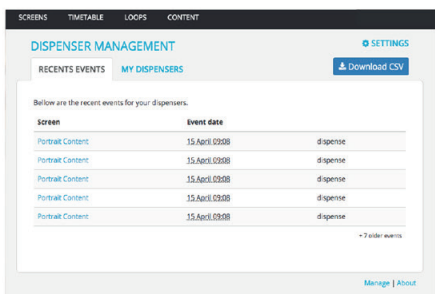 SCREENS TIMETABLE LOOPS CONTENT
DISPENSER MANAGEMENT SETTINGS
RECENTS EVENTS MY DISPENSERS Download CSV
Bellow are the recent events for your dispensers.
Screen Event date
Portrait Content 15 April 09:08 dispense
Portrait Content 15 April 09:08 dispense
Portrait Content 15 April 09:08 dispense
Portrait Content 15 April 09:08 dispense
Portrait Content 15 April 09:08 dispense
+ 7 older events
Manage | About